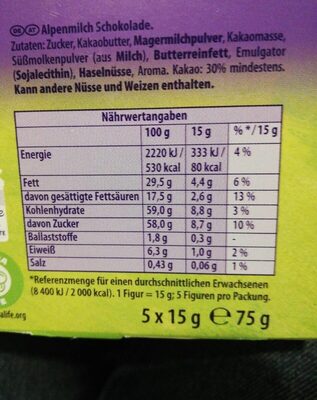 DE AT Alpenmilch Schokolade.
Zutaten: Zucker, Kakaobutter, Magermilchpulver, Kakaomasse,
Süßmolkenpulver (aus Milch), Butterreinfett, Emulgator
(Sojalecithin), Haselnüsse, Aroma. Kakao: 30% mindestens.
Kann andere Nüsse und Weizen enthalten.
Nährwertangaben
100 g 15 g %*/15 g
Energie 2220 kJ/ 333 kJ/ 4 %
530 kcal 80 kcal
Fett 29,5 g 4,4 g 6 %
davon gesättigte Fettsäuren 17,5 g 2,6 g 13 %
Kohlenhydrate 59,0 g 8,8 g 3 %
davon Zucker 58,0 g 8,7 g 10 %
Ballaststoffe 1,8 g 0,3 g -
Eiweiß 6,3 g 1,0 g 2 %
Salz 0,43 g 0,06 g 1 %
*Referenzmenge für einen durchschnittlichen Erwachsenen
(8 400 kJ / 2 000 kcal). 1 Figur = 15 g; 5 Figuren pro Packung.
alife.org
5 x 15 g ℮ 75 g